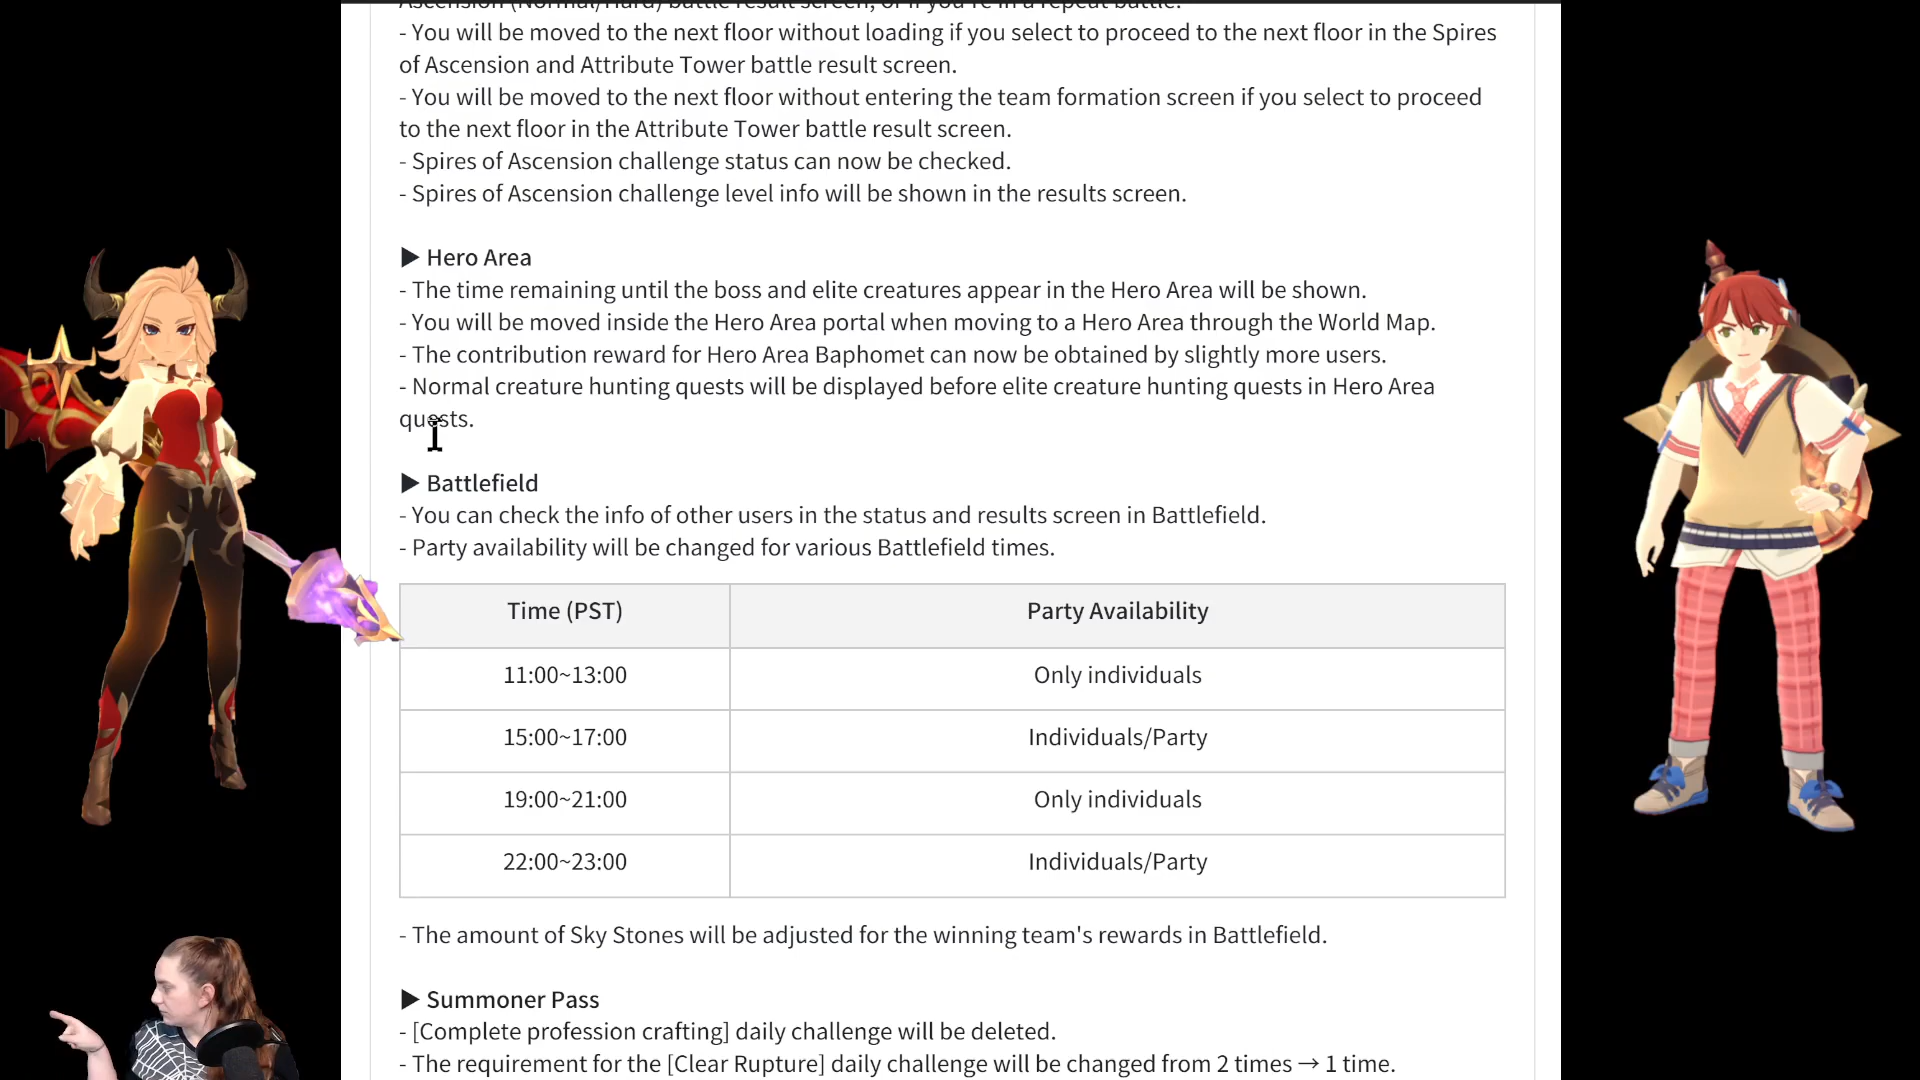 - You will be moved to the next floor without loading if you select to proceed to the next floor in the Spires
of Ascension and Attribute Tower battle result screen.
- You will be moved to the next floor without entering the team formation screen if you select to proceed
to the next floor in the Attribute Tower battle result screen.
- Spires of Ascension challenge status can now be checked.
- Spires of Ascension challenge level info will be shown in the results screen.
▶ Hero Area
- The time remaining until the boss and elite creatures appear in the Hero Area will be shown.
- You will be moved inside the Hero Area portal when moving to a Hero Area through the World Map.
- The contribution reward for Hero Area Baphomet can now be obtained by slightly more users.
- Normal creature hunting quests will be displayed before elite creature hunting quests in Hero Area
quests.
▶ Battlefield
- You can check the info of other users in the status and results screen in Battlefield.
- Party availability will be changed for various Battlefield times.
Time (PST) Party Availability
11:00~13:00 Only individuals
15:00~17:00 Individuals/Party
19:00~21:00 Only individuals
22:00~23:00 Individuals/Party
- The amount of Sky Stones will be adjusted for the winning team's rewards in Battlefield.
▶ Summoner Pass
- [Complete profession crafting] daily challenge will be deleted.
- The requirement for the [Clear Rupture] daily challenge will be changed from 2 times → 1 time.